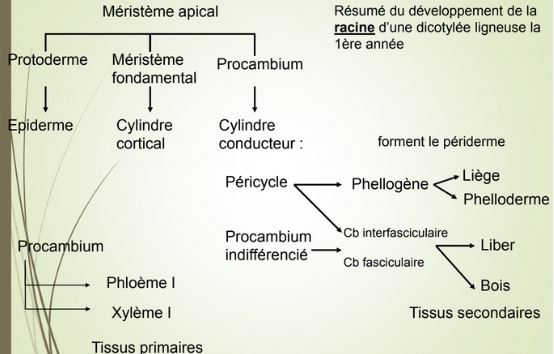 Méristème apical
Résumé du développement de la
racine d'une dicotylée ligneuse la
1ère année
Protoderme
Méristème
fondamental
Procambium
Epiderme
Cylindre
cortical
Cylindre
conducteur :
forment le périderme
Péricycle
Phellogène
Liège
Phelloderme
Procambium
indifférencié
Cb interfasciculaire
Cb fasciculaire
Liber
Bois
Procambium
Phloème I
Xylème I
Tissus secondaires
Tissus primaires